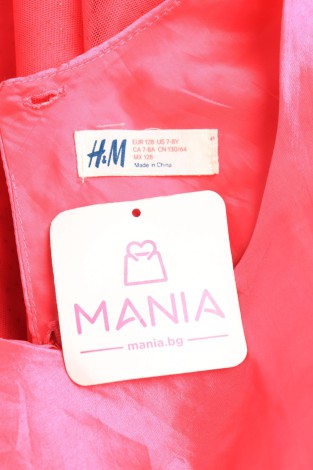 H&M
EUR 128 US 7-8Y
CA 7-8A CN 130/64
MX 128
Made in China
MANIA
mania.bg